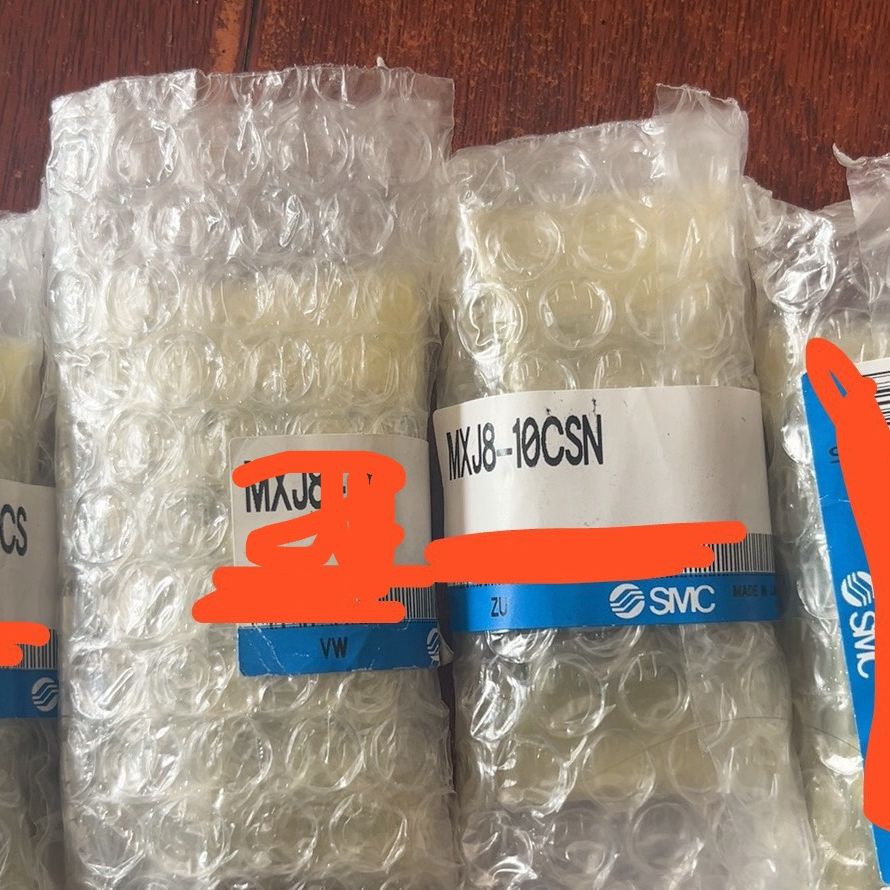 CS
MXJ8-
VW
MXJ8-10CSN
ZU
SMC
MADE IN
SMC